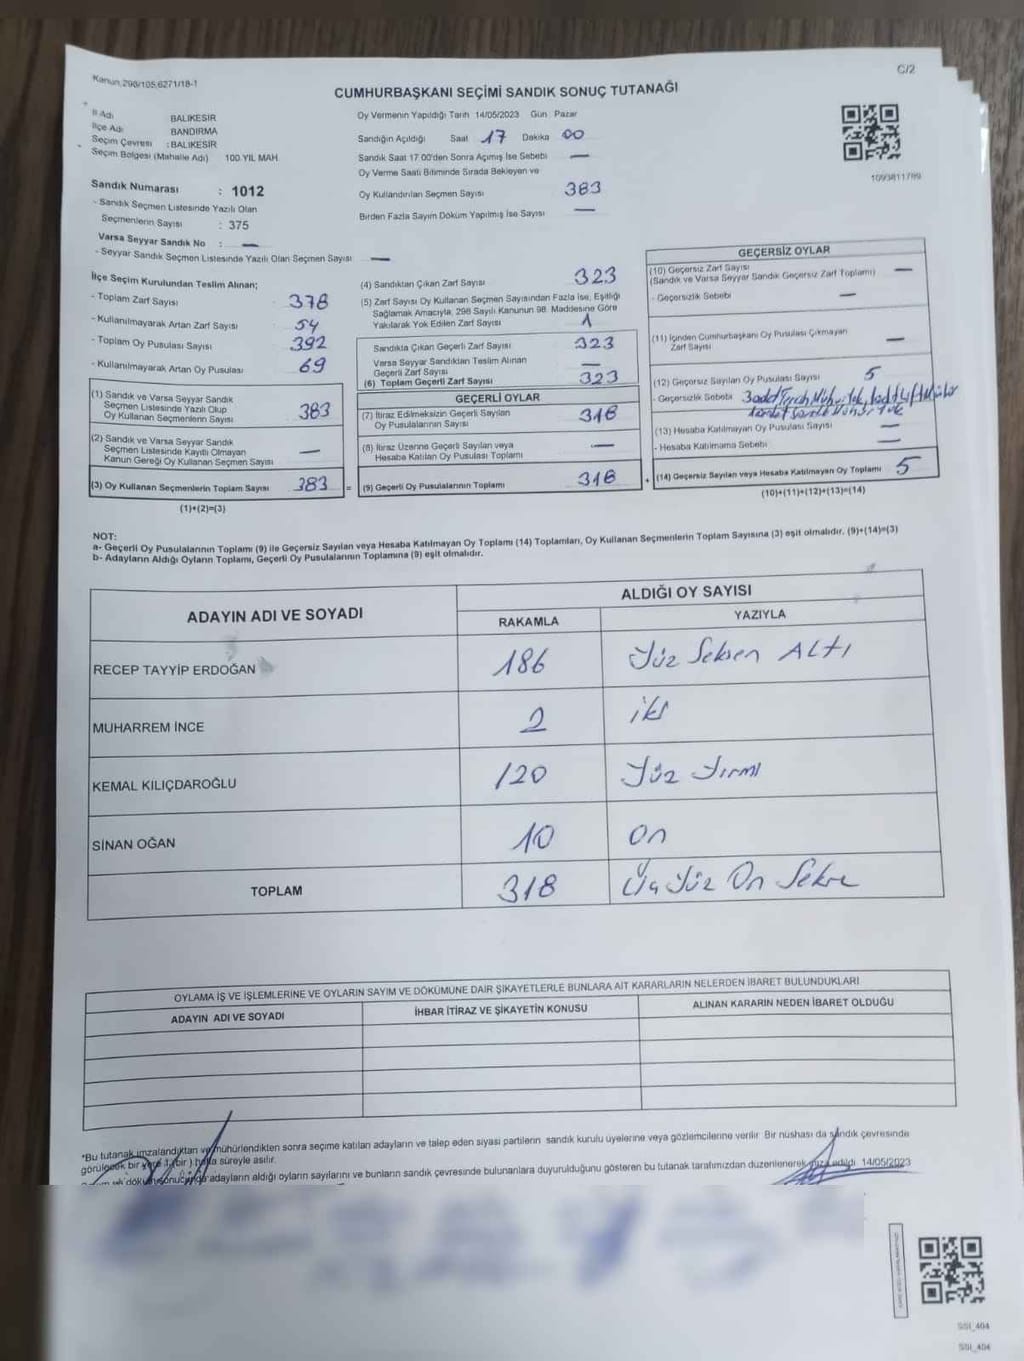 Kanun 298/105,6271/18-1
C/2
CUMHURBAŞKANI SEÇİMİ SANDIK SONUÇ TUTANAĞI
İl Adı BALIKESİR
İlçe Adı BANDIRMA
Seçim Çevresi : BALIKESİR
Seçim Bölgesi (Mahalle Adı) 100.YIL MAH.
Sandık Numarası : 1012
- Sandık Seçmen Listesinde Yazılı Olan
Seçmenlerin Sayısı : 375
Varsa Seyyar Sandık No : —
- Seyyar Sandık Seçmen Listesinde Yazılı Olan Seçmen Sayısı —
Oy Vermenin Yapıldığı Tarih 14/05/2023 Gün Pazar
Sandığın Açıldığı Saat 17 Dakika 00
Sandık Saat 17.00'den Sonra Açılmış İse Sebebi —
Oy Verme Saati Bitiminde Sırada Bekleyen ve
Oy Kullandırılan Seçmen Sayısı 383
Birden Fazla Sayım Döküm Yapılmış İse Sayısı —
1093811789
İlçe Seçim Kurulundan Teslim Alınan;
- Toplam Zarf Sayısı 378
- Kullanılmayarak Artan Zarf Sayısı 54
- Toplam Oy Pusulası Sayısı 392
- Kullanılmayarak Artan Oy Pusulası 69
(1) Sandık ve Varsa Seyyar Sandık
Seçmen Listesinde Yazılı Olup
Oy Kullanan Seçmenlerin Sayısı 383
(2) Sandık ve Varsa Seyyar Sandık
Seçmen Listesinde Kayıtlı Olmayan
Kanun Gereği Oy Kullanan Seçmen Sayısı —
(3) Oy Kullanan Seçmenlerin Toplam Sayısı 383 =
(1)+(2)=(3)
(4) Sandıktan Çıkan Zarf Sayısı 323
(5) Zarf Sayısı Oy Kullanan Seçmen Sayısından Fazla İse, Eşitliği
Sağlamak Amacıyla, 298 Sayılı Kanunun 98. Maddesine Göre
Yakılarak Yok Edilen Zarf Sayısı 1
Sandıkta Çıkan Geçerli Zarf Sayısı 323
Varsa Seyyar Sandıktan Teslim Alınan
Geçerli Zarf Sayısı —
(6) Toplam Geçerli Zarf Sayısı 323
GEÇERLİ OYLAR
(7) İtiraz Edilmeksizin Geçerli Sayılan
Oy Pusulalarının Sayısı 318
(8) İtiraz Üzerine Geçerli Sayılan veya
Hesaba Katılan Oy Pusulası Toplamı —
(9) Geçerli Oy Pusulalarının Toplamı 318 +
GEÇERSİZ OYLAR
(10) Geçersiz Zarf Sayısı
(Sandık ve Varsa Seyyar Sandık Geçersiz Zarf Toplamı) —
- Geçersizlik Sebebi —
(11) İçinden Cumhurbaşkanı Oy Pusulası Çıkmayan
Zarf Sayısı —
(12) Geçersiz Sayılan Oy Pusulası Sayısı 5
- Geçersizlik Sebebi 3 adet Tercih Mührü Yok,
(13) Hesaba Katılmayan Oy Pusulası Sayısı —
- Hesaba Katılmama Sebebi —
(14) Geçersiz Sayılan veya Hesaba Katılmayan Oy Toplamı 5
(10)+(11)+(12)+(13)=(14)
NOT:
a- Geçerli Oy Pusulalarının Toplamı (9) ile Geçersiz Sayılan veya Hesaba Katılmayan Oy Toplamı (14) Toplamları, Oy Kullanan Seçmenlerin Toplam Sayısına (3) eşit olmalıdır. (9)+(14)=(3)
b- Adayların Aldığı Oyların Toplamı, Geçerli Oy Pusulalarının Toplamına (9) eşit olmalıdır.
ADAYIN ADI VE SOYADI ALDIĞI OY SAYISI
RAKAMLA YAZIYLA
RECEP TAYYİP ERDOĞAN 186 Yüz Seksen ALtı
MUHARREM İNCE 2 iki
KEMAL KILIÇDAROĞLU 120 Yüz Yirmi
SİNAN OĞAN 10 On
TOPLAM 318 Üç Yüz On Sekiz
OYLAMA İŞ VE İŞLEMLERİNE VE OYLARIN SAYIM VE DÖKÜMÜNE DAİR ŞİKAYETLERLE BUNLARA AİT KARARLARIN NELERDEN İBARET BULUNDUKLARI
ADAYIN ADI VE SOYADI İHBAR İTİRAZ VE ŞİKAYETİN KONUSU ALINAN KARARIN NEDEN İBARET OLDUĞU
*Bu tutanak imzalandıktan ve mühürlendikten sonra seçime katılan adayların ve talep eden siyasi partilerin sandık kurulu üyelerine veya gözlemcilerine verilir. Bir nüshası da sandık çevresinde
görülecek bir yere 1 (bir) hafta süreyle asılır.
döküm sonucunda adayların aldığı oyların sayılarını ve bunların sandık çevresinde bulunanlara duyurulduğunu gösteren bu tutanak tarafımızdan düzenlenerek imza edildi. 14/05/2023
SSI_404
SSI_404